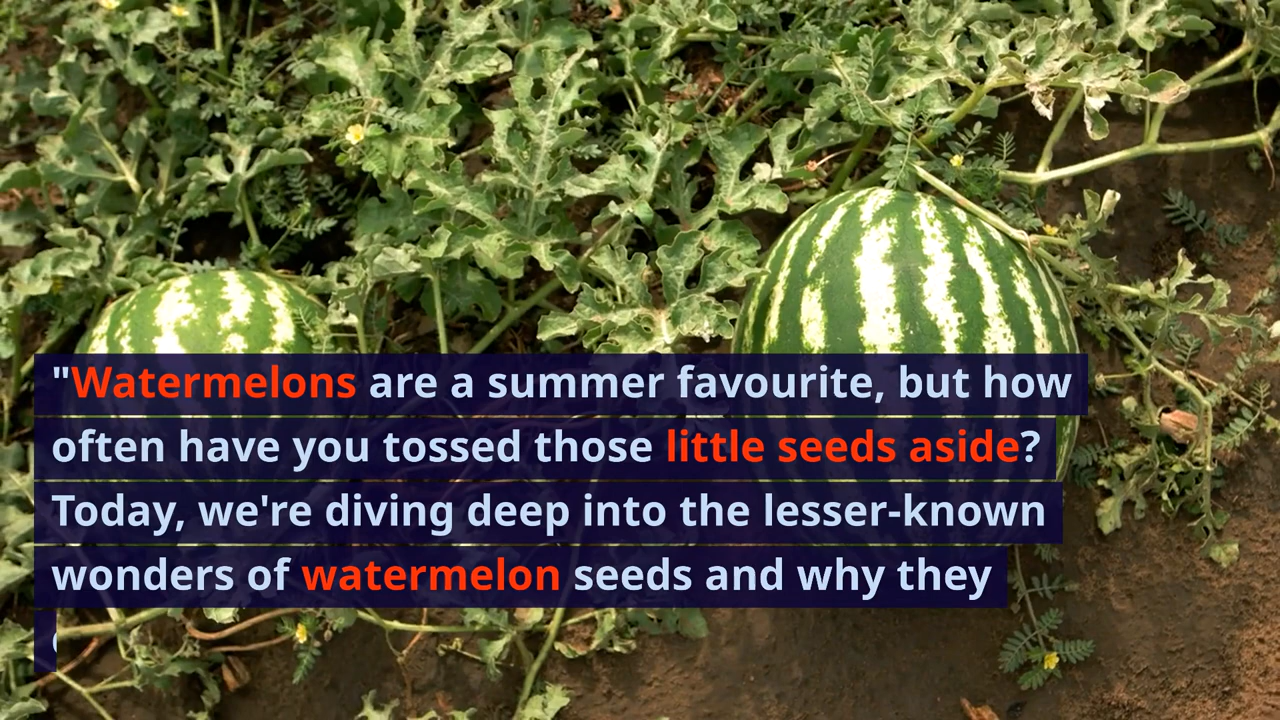 "Watermelons are a summer favourite, but how
often have you tossed those little seeds aside?
Today, we're diving deep into the lesser-known
wonders of watermelon seeds and why they